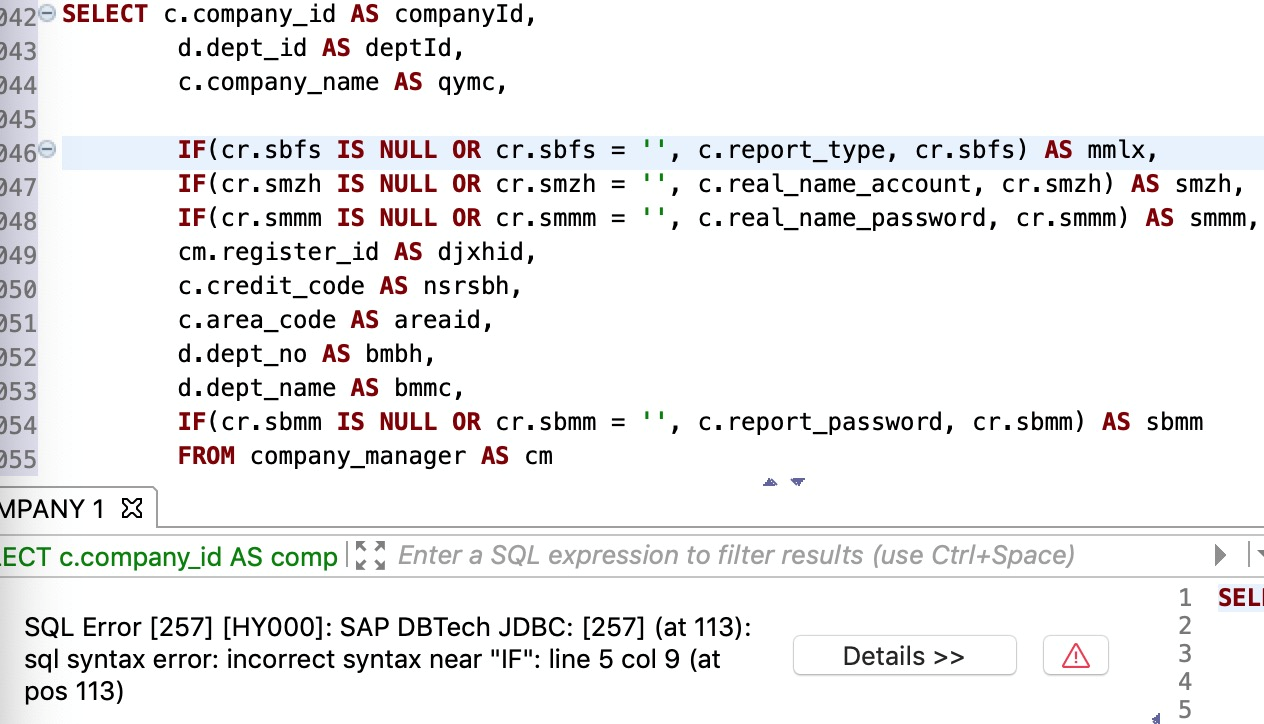 042 SELECT c.company_id AS companyId,
043 d.dept_id AS deptId,
044 c.company_name AS qymc,
045
046 IF(cr.sbfs IS NULL OR cr.sbfs = '', c.report_type, cr.sbfs) AS mmlx,
047 IF(cr.smzh IS NULL OR cr.smzh = '', c.real_name_account, cr.smzh) AS smzh,
048 IF(cr.smmm IS NULL OR cr.smmm = '', c.real_name_password, cr.smmm) AS smmm,
049 cm.register_id AS djxhid,
050 c.credit_code AS nsrsbh,
051 c.area_code AS areaid,
052 d.dept_no AS bmbh,
053 d.dept_name AS bmmc,
054 IF(cr.sbmm IS NULL OR cr.sbmm = '', c.report_password, cr.sbmm) AS sbmm
055 FROM company_manager AS cm
MPANY 1
LECT c.company_id AS comp Enter a SQL expression to filter results (use Ctrl+Space)
SQL Error [257] [HY000]: SAP DBTech JDBC: [257] (at 113):
sql syntax error: incorrect syntax near "IF": line 5 col 9 (at
pos 113)
Details >>
1 SEL
2
3
4
5